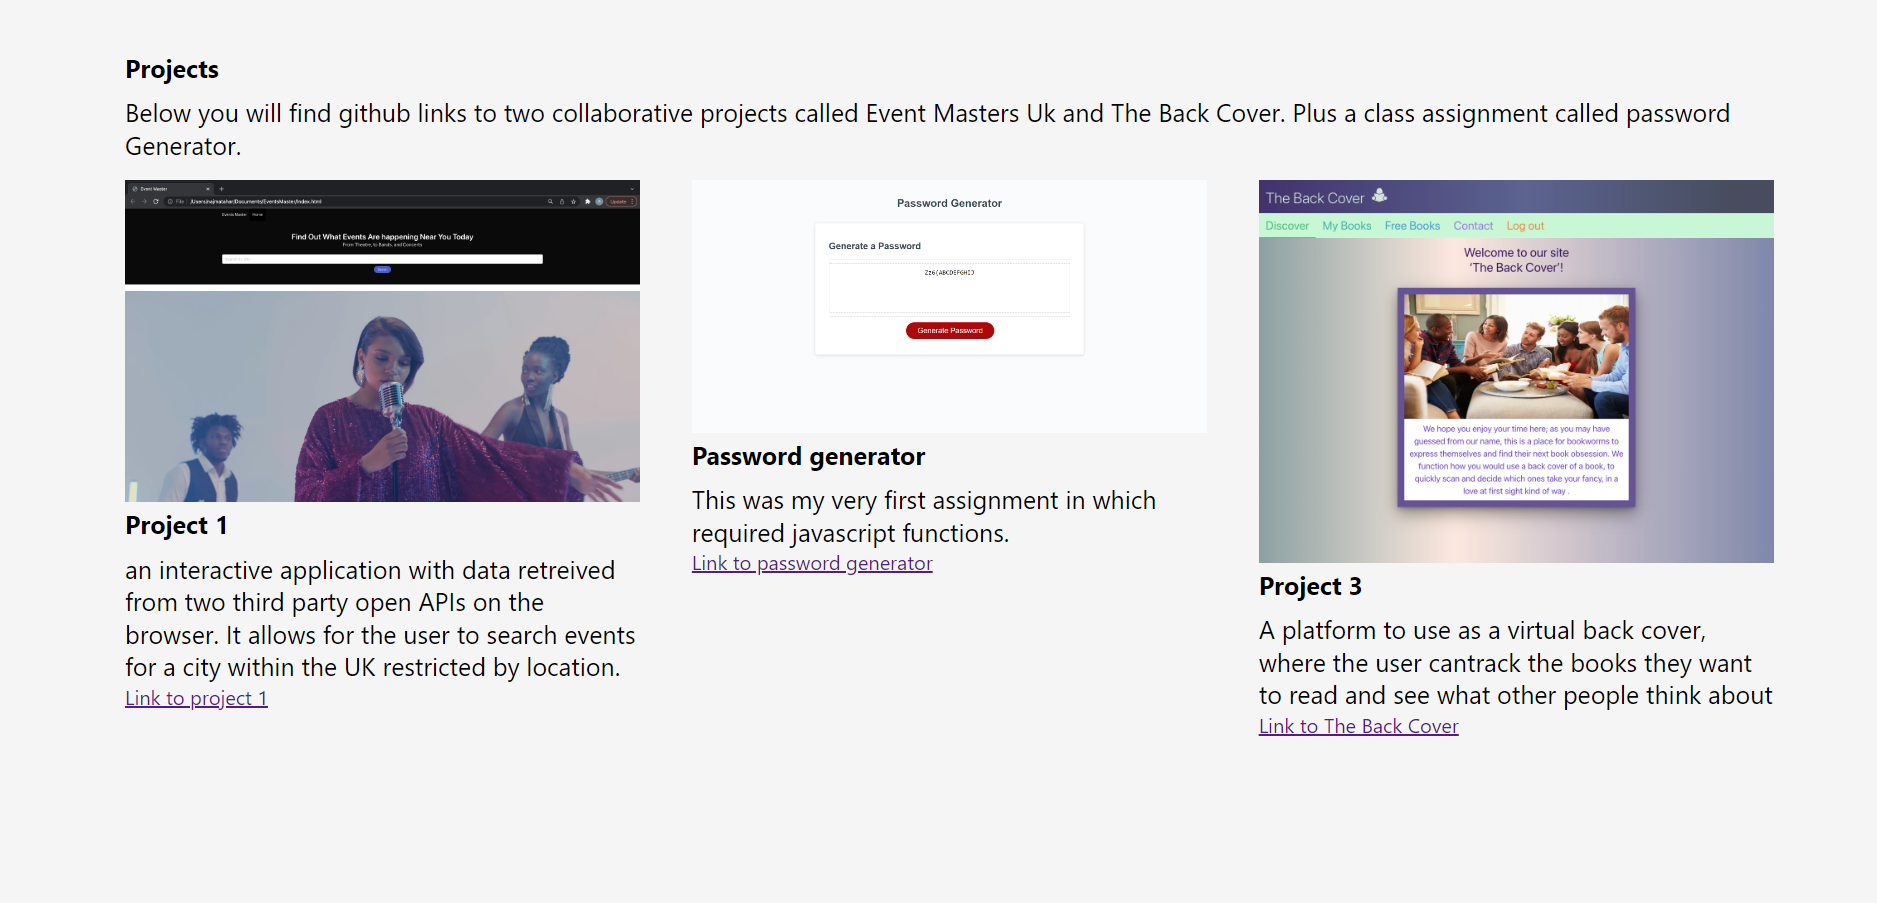 Projects
Below you will find github links to two collaborative projects called Event Masters Uk and The Back Cover. Plus a class assignment called password
Generator.
Event Master
File
/Users/najmatahar/Documents/EventsMaster/index.html
Update
Events Master Home
Find Out What Events Are happening Near You Today
From Theatre, to Bands, and Concerts
Project 1
an interactive application with data retreived
from two third party open APIs on the
browser. It allows for the user to search events
for a city within the UK restricted by location.
Link to project 1
Password Generator
Generate a Password
Generate Password
Password generator
This was my very first assignment in which
required javascript functions.
Link to password generator
The Back Cover
Discover My Books Free Books Contact Log out
Welcome to our site
'The Back Cover'!
We hope you enjoy your time here; as you may have
guessed from our name, this is a place for bookworms to
express themselves and find their next book obsession. We
function how you would use a back cover of a book, to
quickly scan and decide which ones take your fancy, in a
love at first sight kind of way .
Project 3
A platform to use as a virtual back cover,
where the user cantrack the books they want
to read and see what other people think about
Link to The Back Cover